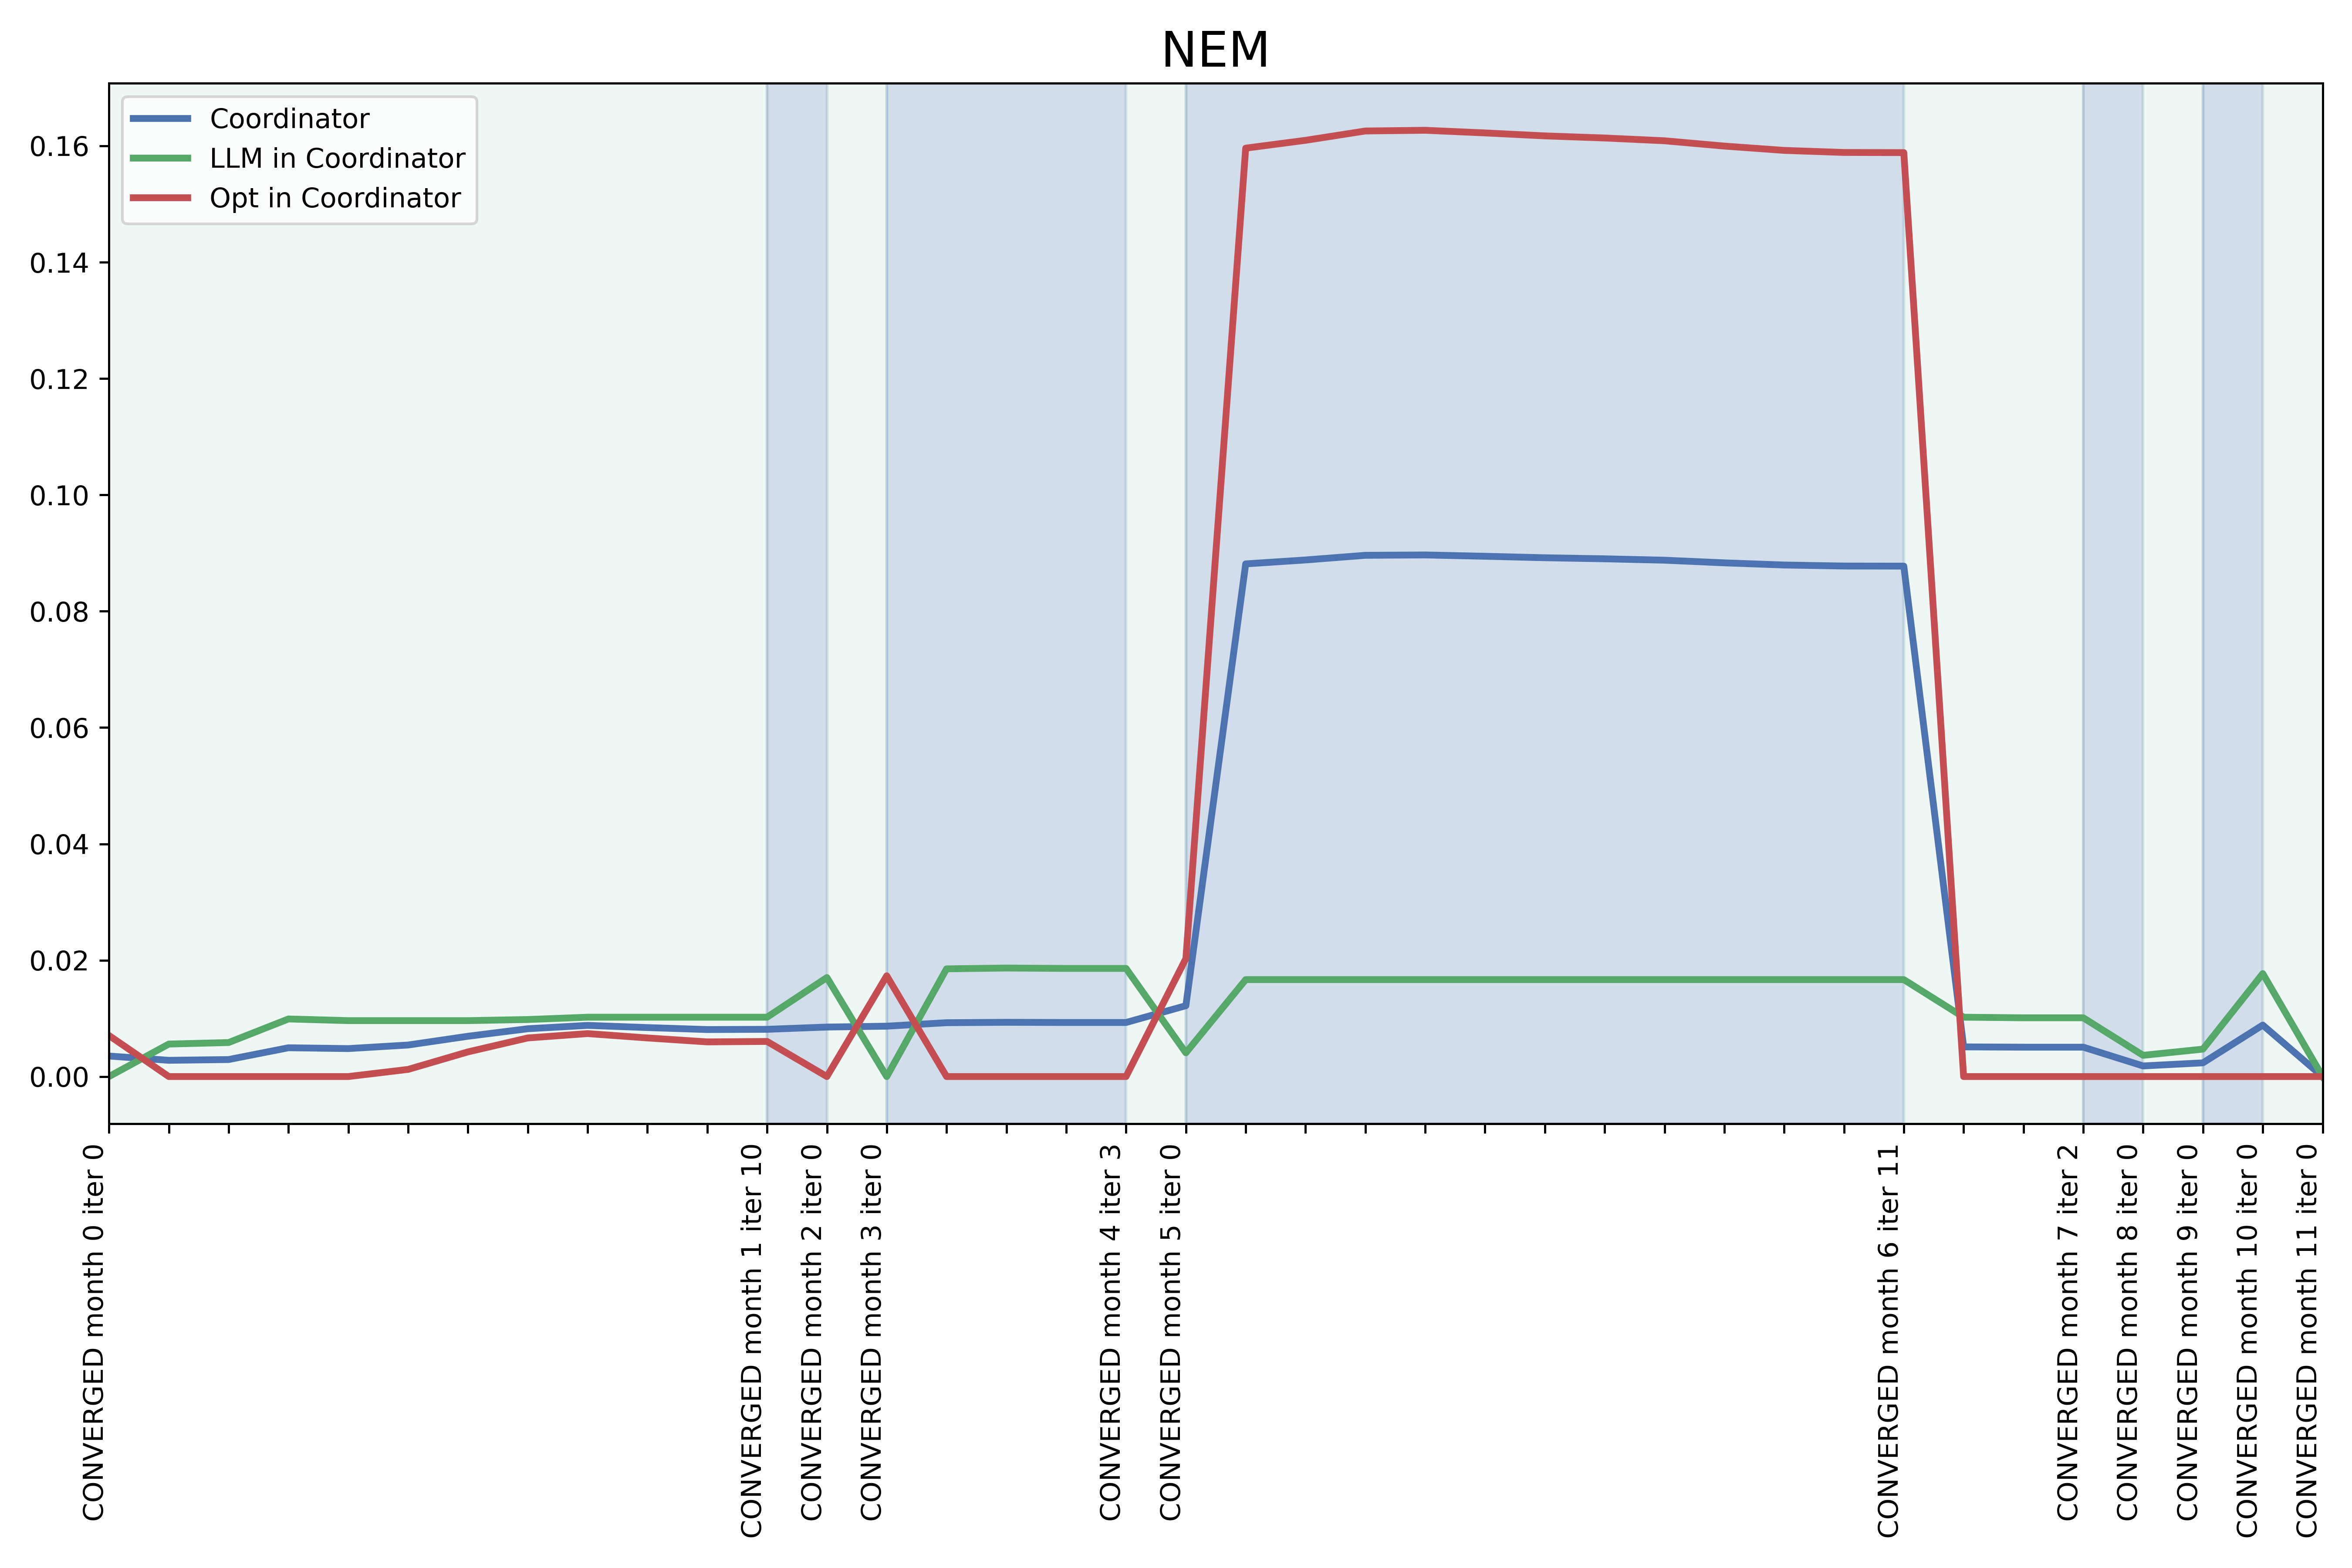 NEM
Coordinator
LLM in Coordinator
Opt in Coordinator
0.16
0.14
0.12
0.10
0.08
0.06
0.04
0.02
0.00
CONVERGED month 0 iter 0
CONVERGED month 1 iter 10
CONVERGED month 2 iter 0
CONVERGED month 3 iter 0
CONVERGED month 4 iter 3
CONVERGED month 5 iter 0
CONVERGED month 6 iter 11
CONVERGED month 7 iter 2
CONVERGED month 8 iter 0
CONVERGED month 9 iter 0
CONVERGED month 10 iter 0
CONVERGED month 11 iter 0